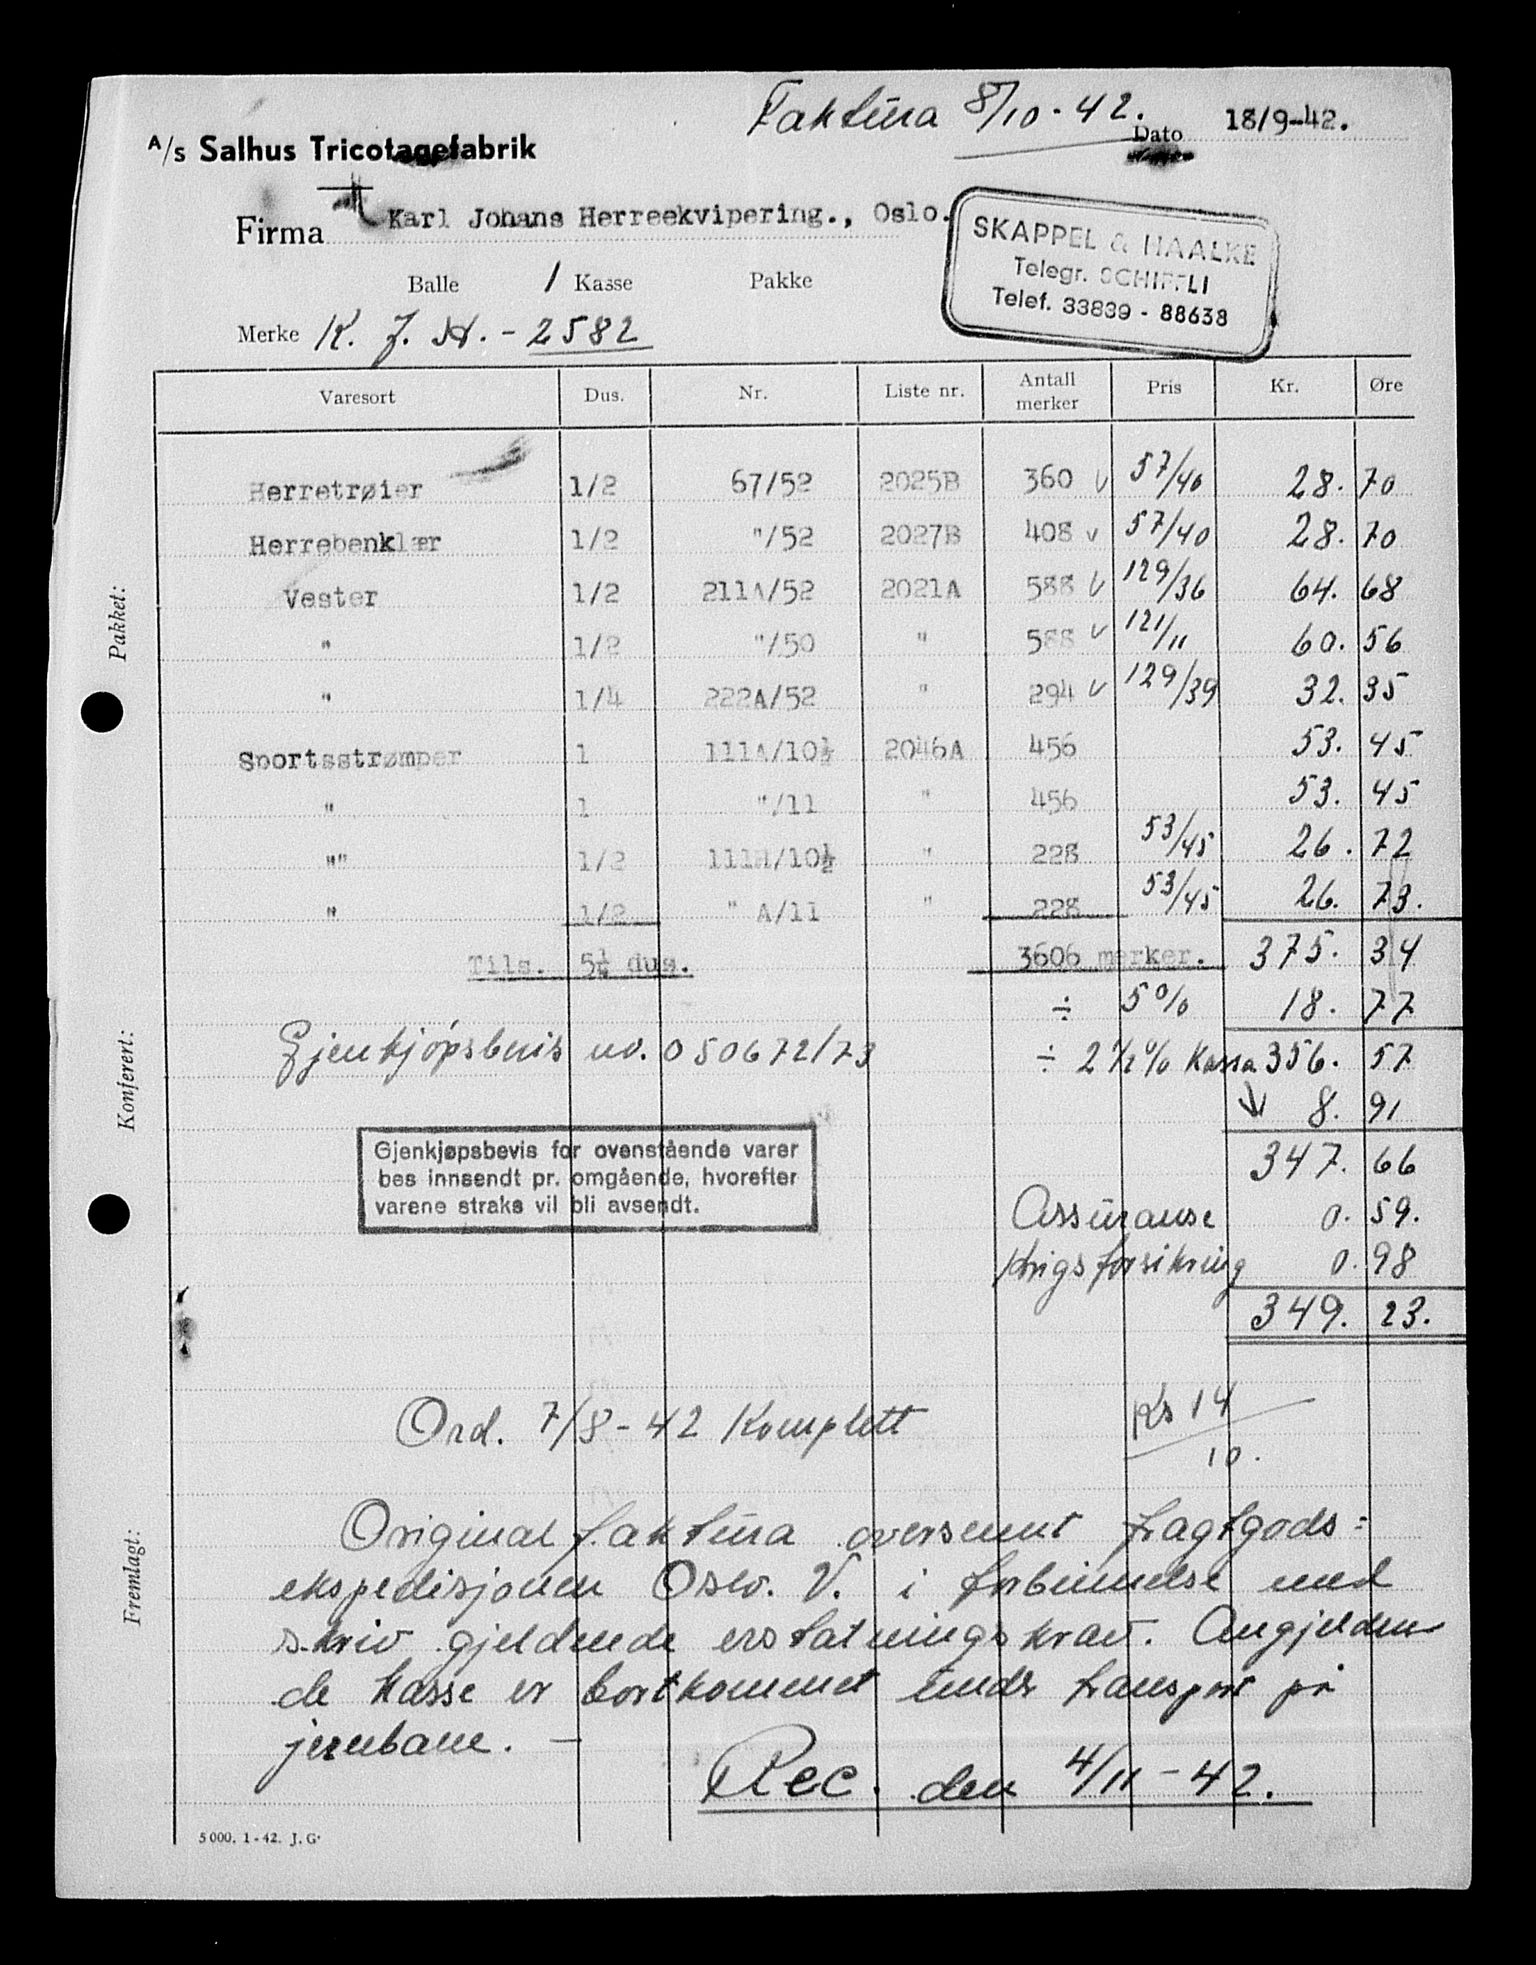 Faktura 8/10-42.
A/s Salhus Tricotagefabrik
Dato 18/9-42.
Firma Karl Johans Herreekvipering., Oslo.
SKAPPEL & HAALKE
Telegr. SCHIFFLI
Telef. 33839 - 88638
Balle 1 Kasse Pakke
Merke K. J. H. - 2582
Varesort Dus. Nr. Liste nr. Antall merker Pris Kr. Øre
Herretrøier 1/2 67/52 2025B 360 v 57/40 28. 70
Herrebenklær 1/2 "/52 2027B 408 v 57/40 28. 70
Vester 1/2 211A/52 2021A 588 v 129/36 64. 68
" 1/2 "/50 " 588 v 121/11 60. 56
" 1/4 222A/52 " 294 v 129/39 32. 35
Sportsstrømper 1 111A/10½ 2046A 456 53. 45
" 1 "/11 " 456 53. 45
"" 1/2 111H/10½ " 228 53/45 26. 72
" 1/2 " A/11 " 228 53/45 26. 73.
Tils. 5¼ dus. 3606 merker. 375. 34
÷ 5% 18. 77
Gjenkjøpsbevis no. 050672/73 ÷ 2½% Kassa 356. 57
8. 91
347. 66
Gjenkjøpsbevis for ovenstående varer
bes innsendt pr. omgående, hvorefter
varene straks vil bli avsendt.
Assuranse 0. 59.
Krigsforsikring 0. 98
349. 23.
Ord. 7/8-42 Komplett
Ks 14
10.
Original faktura oversennt fragtgods=
ekspedisjonen Oslo. V. i forbinnelse med
skriv gjeldende erstatningskrav. Angjelden
de kasse er bortkommet under transport på
jernbane. —
Rec. den 4/11-42.
5000. 1-42. J. G.
Pakket:
Konferert:
Fremlagt: